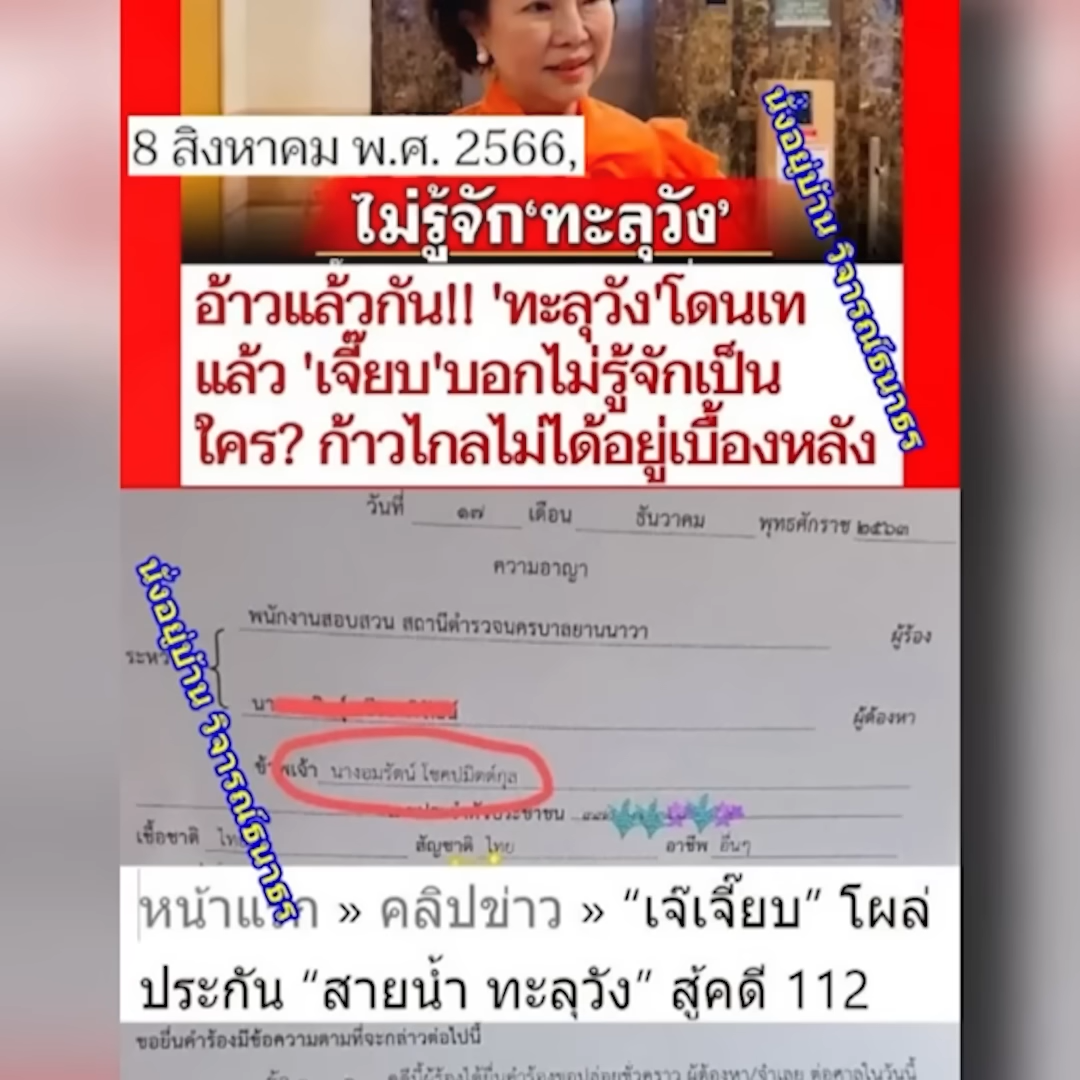 8 สิงหาคม พ.ศ. 2566,
ไม่รู้จัก‘ทะลุวัง’
อ้าวแล้วกัน!! 'ทะลุวัง'โดนเท
แล้ว 'เจี๊ยบ'บอกไม่รู้จักเป็น
ใคร? ก้าวไกลไม่ได้อยู่เบื้องหลัง
นั่งอยู่บ้าน วิจารณ์ธนาธร
วันที่ ๑๗ เดือน ธันวาคม พุทธศักราช ๒๕๖๓
ความอาญา
พนักงานสอบสวน สถานีตำรวจนครบาลยานนาวา ผู้ร้อง
ผู้ต้องหา
นางอมรัตน์ โชคปมิตต์กุล
เชื้อชาติ ไทย สัญชาติ ไทย อาชีพ อื่นๆ
นั่งอยู่บ้าน วิจารณ์ธนาธร
หน้าแรก » คลิปข่าว » “เจ๊เจี๊ยบ” โผล่
ประกัน “สายน้ำ ทะลุวัง” สู้คดี 112
ขอยื่นคำร้องมีข้อความตามที่จะกล่าวต่อไปนี้